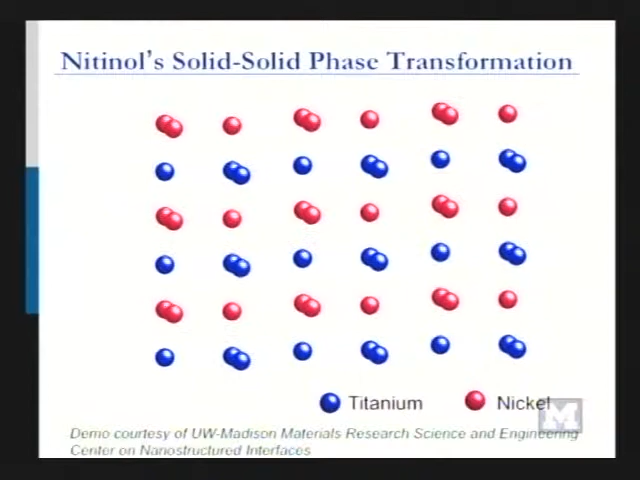 Nitinol's Solid-Solid Phase Transformation
Titanium Nickel
M
Demo courtesy of UW-Madison Materials Research Science and Engineering
Center on Nanostructured Interfaces